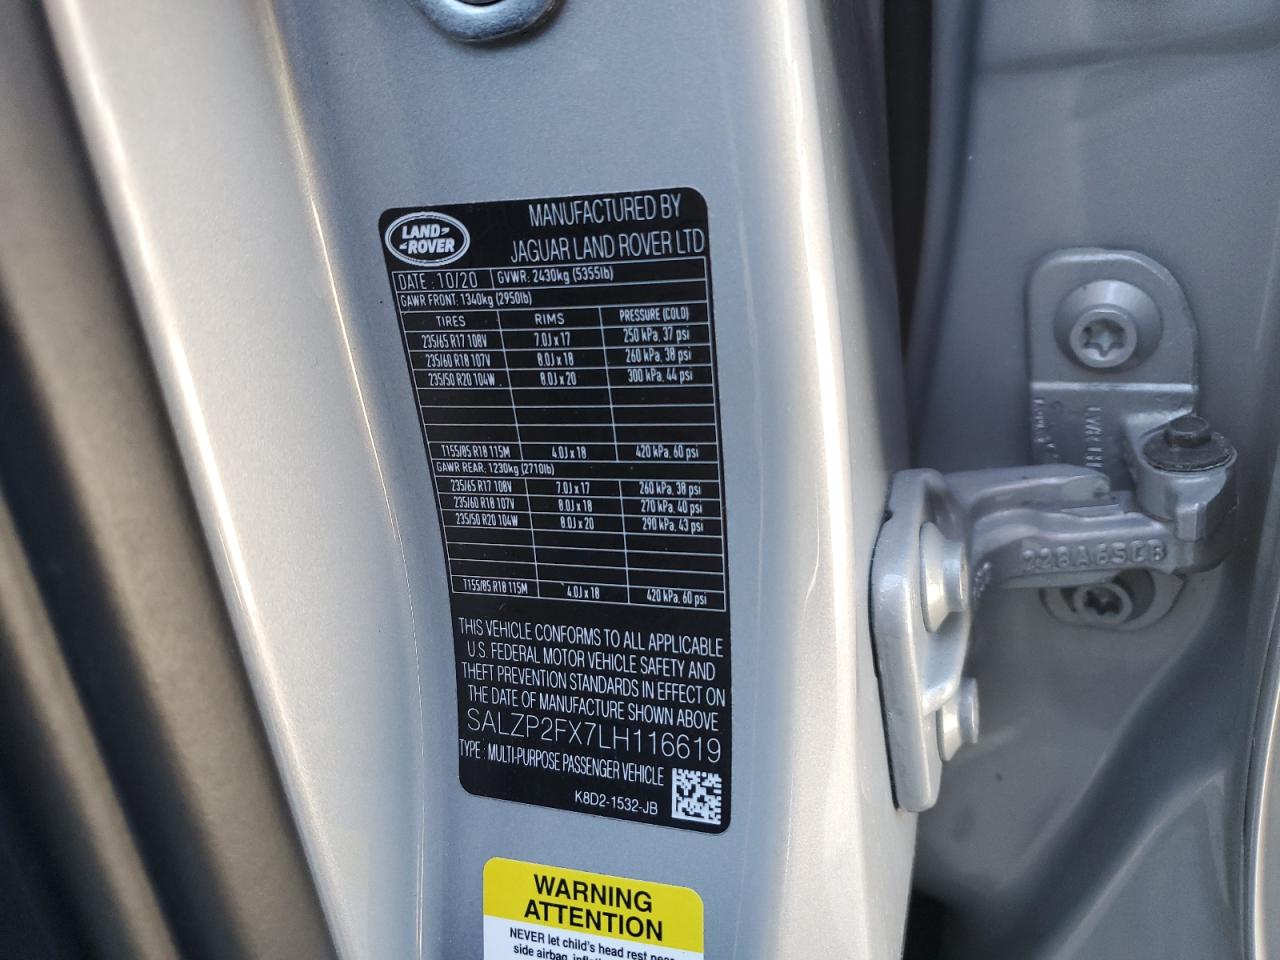 LAND ROVER
MANUFACTURED BY
JAGUAR LAND ROVER LTD
DATE : 10/20 GVWR: 2430kg (5355lb)
GAWR FRONT: 1340kg (2950lb)
TIRES RIMS PRESSURE (COLD)
235/65 R17 108V 7.0J x 17 250 kPa, 37 psi
235/60 R18 107V 8.0J x 18 260 kPa, 38 psi
235/50 R20 104W 8.0J x 20 300 kPa, 44 psi
T155/85 R18 115M 4.0J x 18 420 kPa, 60 psi
GAWR REAR: 1230kg (2710lb)
235/65 R17 108V 7.0J x 17 260 kPa, 38 psi
235/60 R18 107V 8.0J x 18 270 kPa, 40 psi
235/50 R20 104W 8.0J x 20 290 kPa, 43 psi
T155/85 R18 115M 4.0J x 18 420 kPa, 60 psi
THIS VEHICLE CONFORMS TO ALL APPLICABLE
U.S. FEDERAL MOTOR VEHICLE SAFETY AND
THEFT PREVENTION STANDARDS IN EFFECT ON
THE DATE OF MANUFACTURE SHOWN ABOVE
SALZP2FX7LH116619
TYPE : MULTI-PURPOSE PASSENGER VEHICLE
K8D2-1532-JB
WARNING
ATTENTION
NEVER let child's head rest near
side airbag,
228A65CB